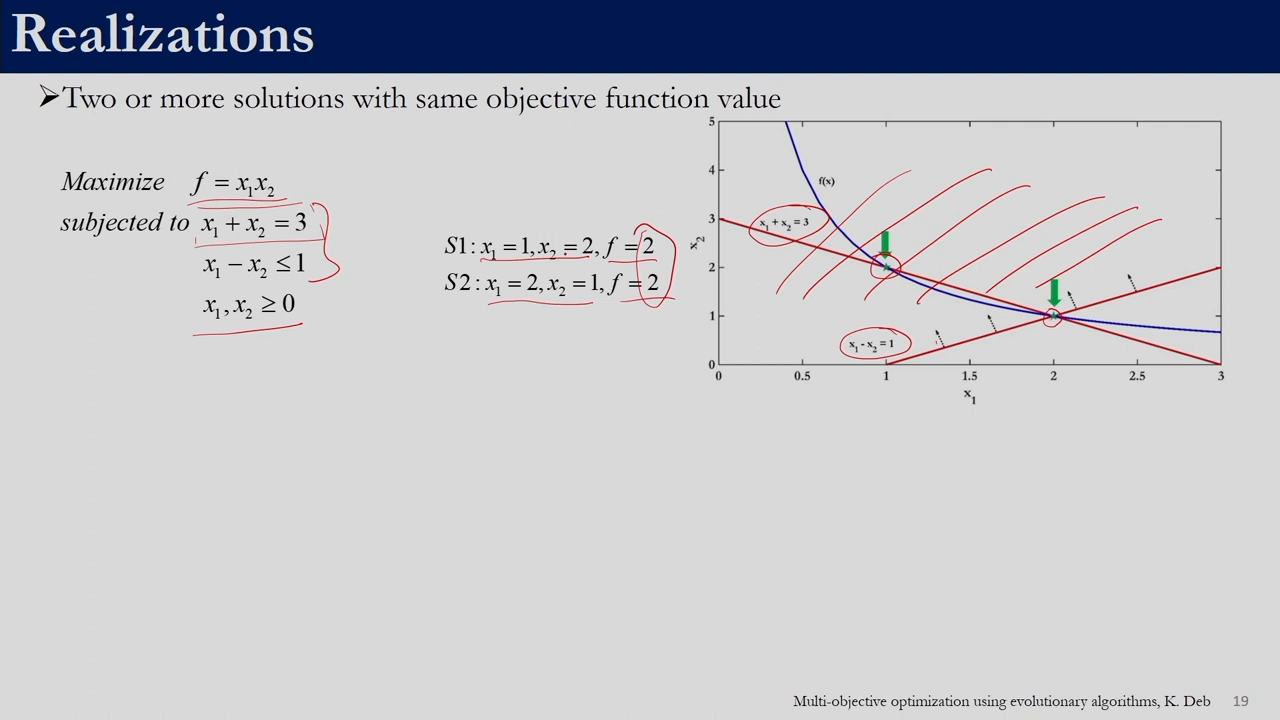 Realizations
➢Two or more solutions with same objective function value
Maximize f = x₁x₂
subjected to x₁ + x₂ = 3
x₁ − x₂ ≤ 1
x₁, x₂ ≥ 0
S1: x₁ = 1, x₂ = 2, f = 2
S2: x₁ = 2, x₂ = 1, f = 2
5
4
3
2
1
0
x₂
f(x)
x₁ + x₂ = 3
x₁ - x₂ = 1
0 0.5 1 1.5 2 2.5 3
x₁
Multi-objective optimization using evolutionary algorithms, K. Deb 19